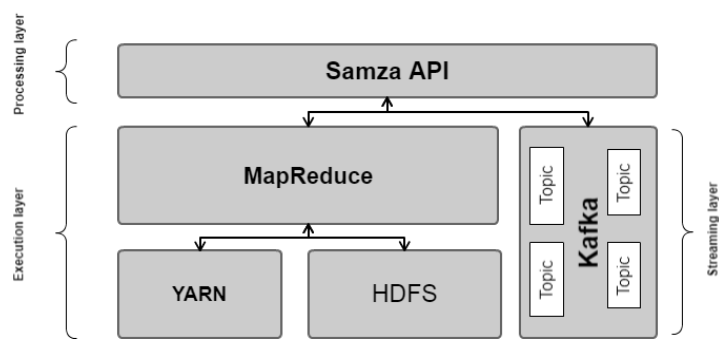 Processing layer
Samza API
Execution layer
MapReduce
YARN
HDFS
Kafka
Topic
Topic
Topic
Topic
Streaming layer